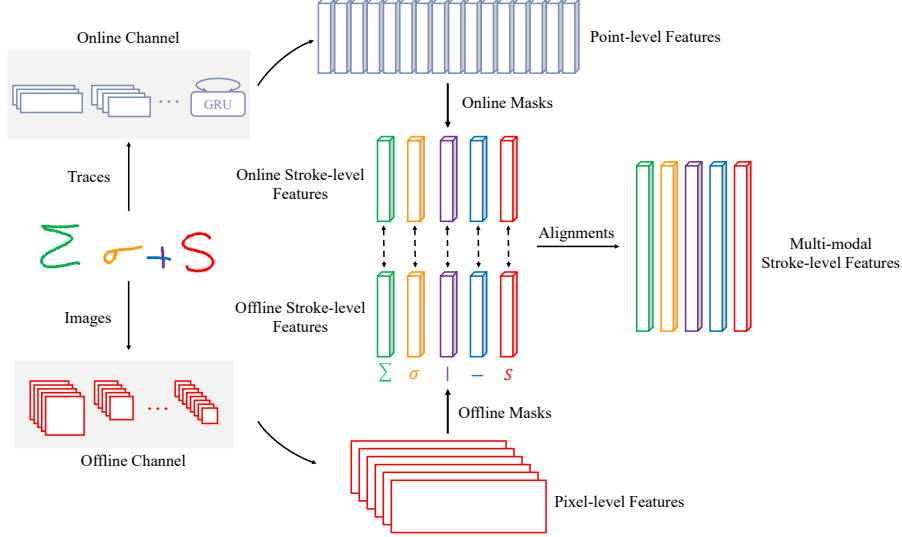 Online Channel
GRU
Point-level Features
Online Masks
Traces
Online Stroke-level
Features
Σ σ + S
Alignments
Multi-modal
Stroke-level Features
Images
Offline Stroke-level
Features
∑ σ | − s
Offline Masks
Offline Channel
Pixel-level Features